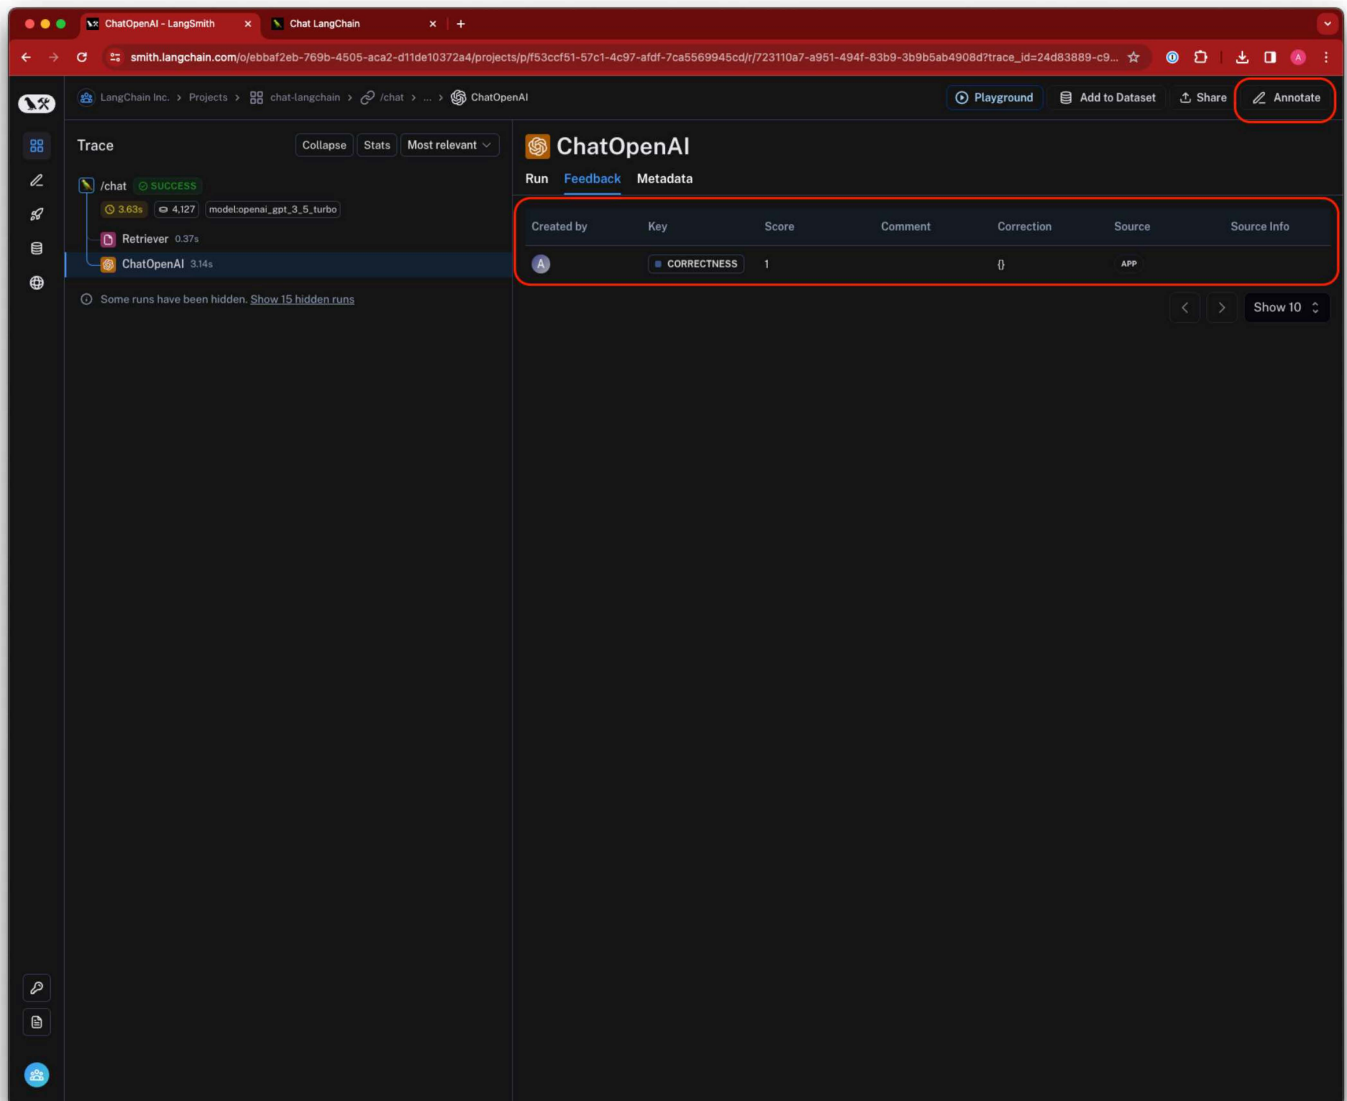 ChatOpenAI - LangSmith
Chat LangChain
smith.langchain.com/o/ebbaf2eb-769b-4505-aca2-d11de10372a4/projects/p/f53ccf51-57c1-4c97-afdf-7ca5569945cd/r/723110a7-a951-494f-83b9-3b9b5ab4908d?trace_id=24d83889-c9...
A
LangChain Inc. > Projects > chat-langchain > /chat > ... > ChatOpenAI
Playground Add to Dataset Share Annotate
Trace Collapse Stats Most relevant
/chat SUCCESS
3.63s 4,127 model:openai_gpt_3_5_turbo
Retriever 0.37s
ChatOpenAI 3.14s
Some runs have been hidden. Show 15 hidden runs
ChatOpenAI
Run Feedback Metadata
Created by Key Score Comment Correction Source Source Info
A CORRECTNESS 1 {} APP
Show 10